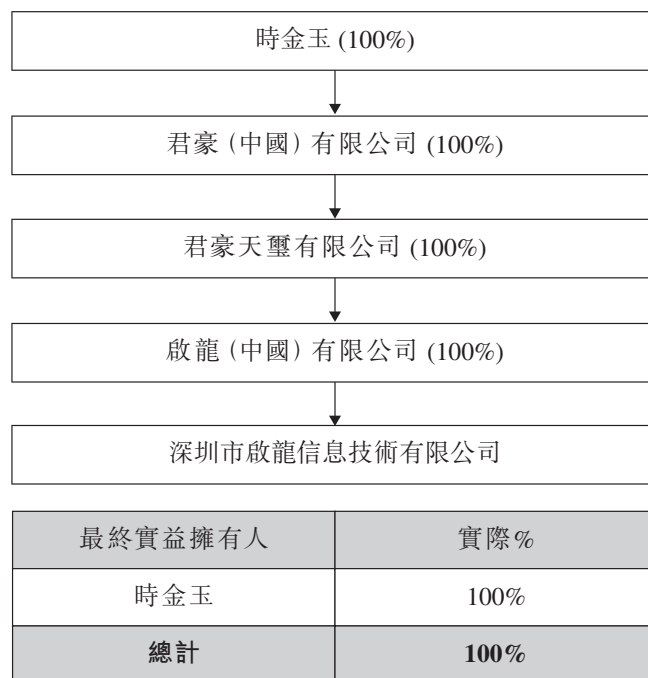 時金玉 (100%)
君豪（中國）有限公司 (100%)
君豪天璽有限公司 (100%)
啟龍（中國）有限公司 (100%)
深圳市啟龍信息技術有限公司
最終實益擁有人 實際%
時金玉 100%
總計 100%